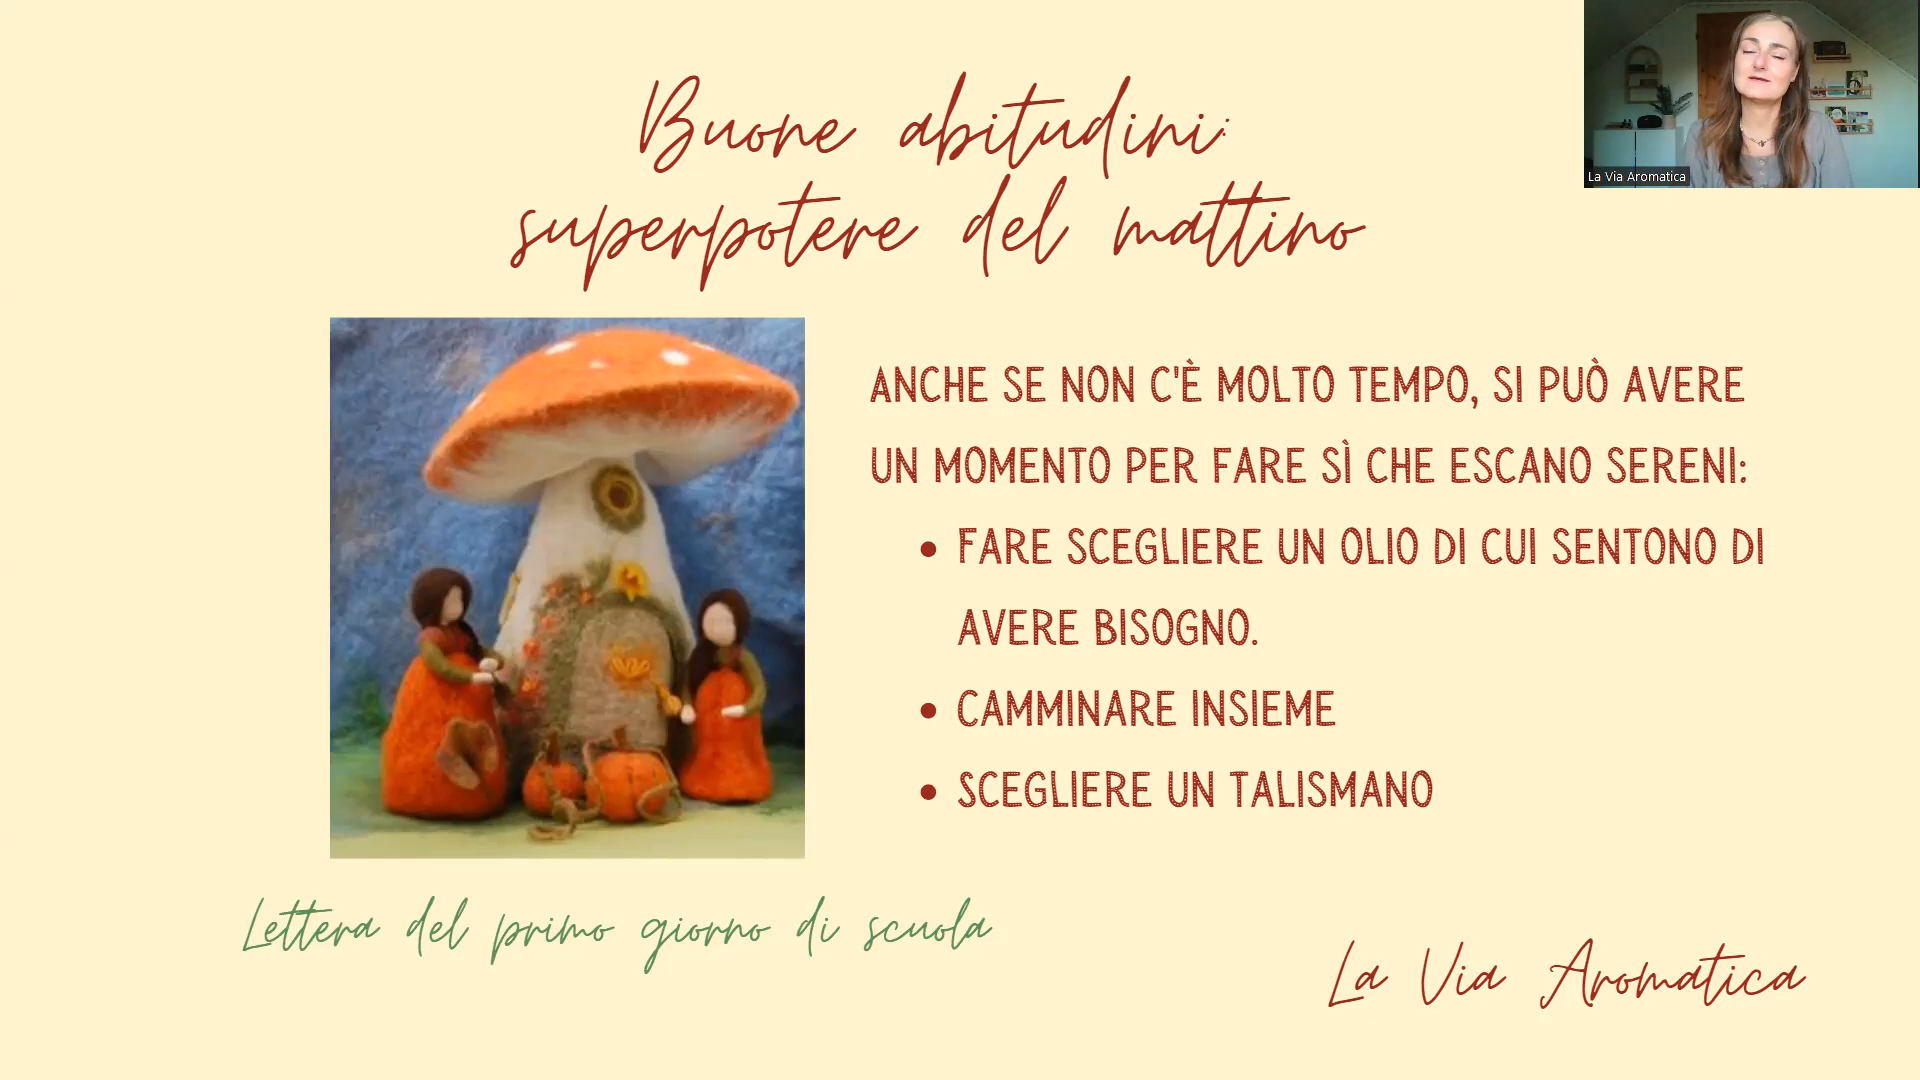 Buone abitudini:
superpotere del mattino
La Via Aromatica
ANCHE SE NON C'È MOLTO TEMPO, SI PUÒ AVERE
UN MOMENTO PER FARE SÌ CHE ESCANO SERENI:
• FARE SCEGLIERE UN OLIO DI CUI SENTONO DI
AVERE BISOGNO.
• CAMMINARE INSIEME
• SCEGLIERE UN TALISMANO
Lettera del primo giorno di scuola
La Via Aromatica